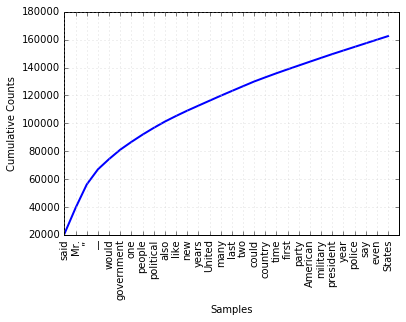 180000
160000
140000
120000
100000
80000
60000
40000
20000
Cumulative Counts
said
Mr.
”
—
would
government
one
people
political
also
like
new
years
United
many
last
two
could
country
time
first
party
American
military
president
year
police
say
even
States
Samples